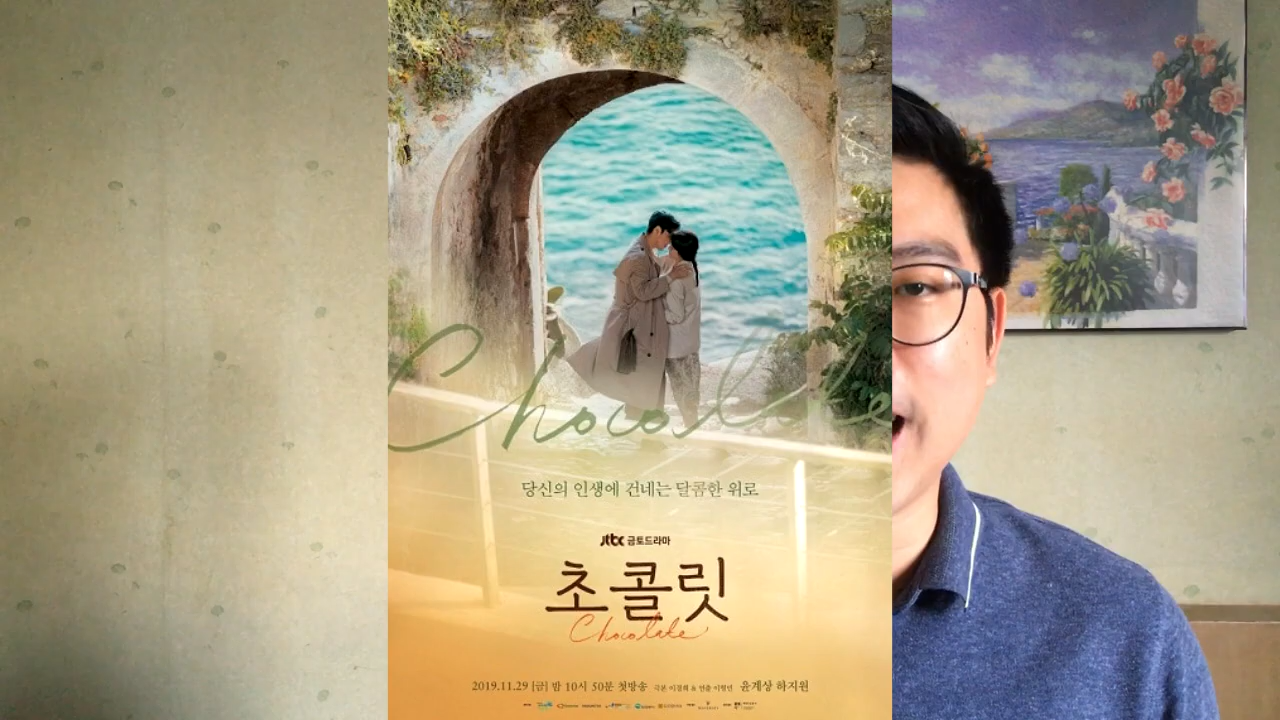 Chocolate
당신의 인생에 건네는 달콤한 위로
jtbc 금토드라마
초콜릿
Chocolate
2019.11.29 [금] 밤 10시 50분 첫방송 극본 이경희 & 연출 이형민 윤계상 하지원